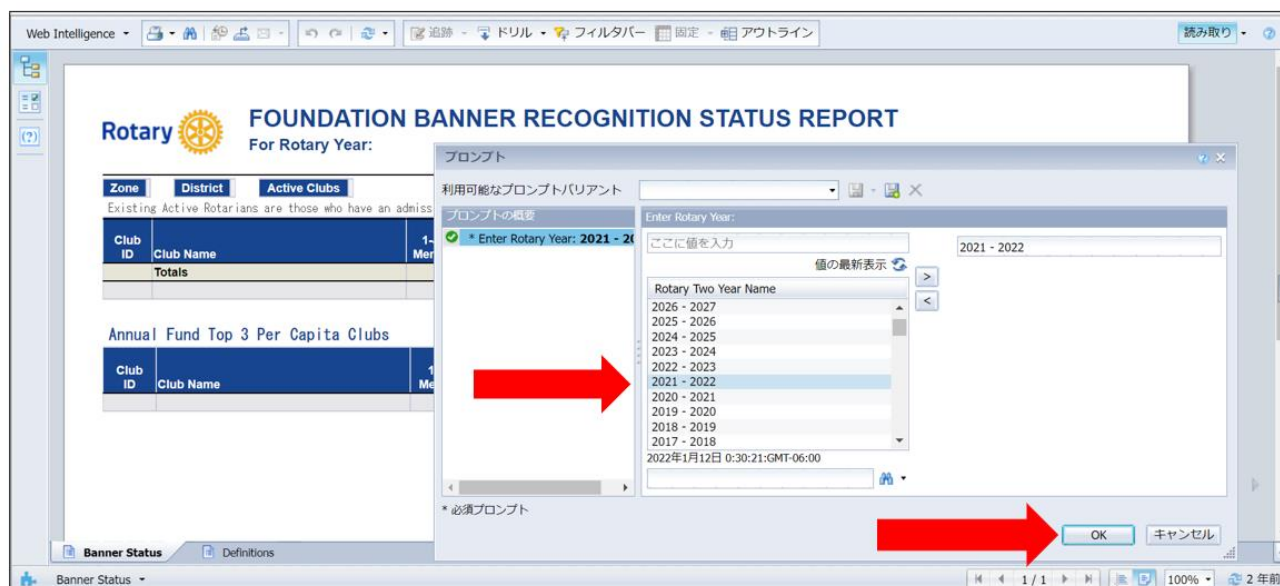 Web Intelligence
追跡 - ドリル フィルタバー 固定 - アウトライン
読み取り
Rotary
FOUNDATION BANNER RECOGNITION STATUS REPORT
For Rotary Year:
Zone District Active Clubs
Existing Active Rotarians are those who have an admiss
Club ID
Club Name
Totals
Annual Fund Top 3 Per Capita Clubs
Club ID
Club Name
プロンプト
利用可能なプロンプトバリアント
プロンプトの概要
* Enter Rotary Year: 2021 - 20
* 必須プロンプト
Enter Rotary Year:
ここに値を入力
値の最新表示
Rotary Two Year Name
2026 - 2027
2025 - 2026
2024 - 2025
2023 - 2024
2022 - 2023
2021 - 2022
2020 - 2021
2019 - 2020
2018 - 2019
2017 - 2018
2022年1月12日 0:30:21:GMT-06:00
>
<
2021 - 2022
OK キャンセル
Banner Status Definitions
Banner Status
1 / 1
100%
2 年前